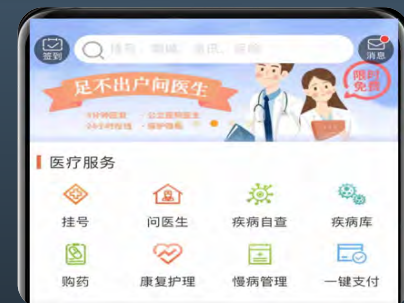 签到
消息
足不出户问医生
限时
免费
医疗服务
挂号 问医生 疾病自查 疾病库
购药 康复护理 慢病管理 一键支付